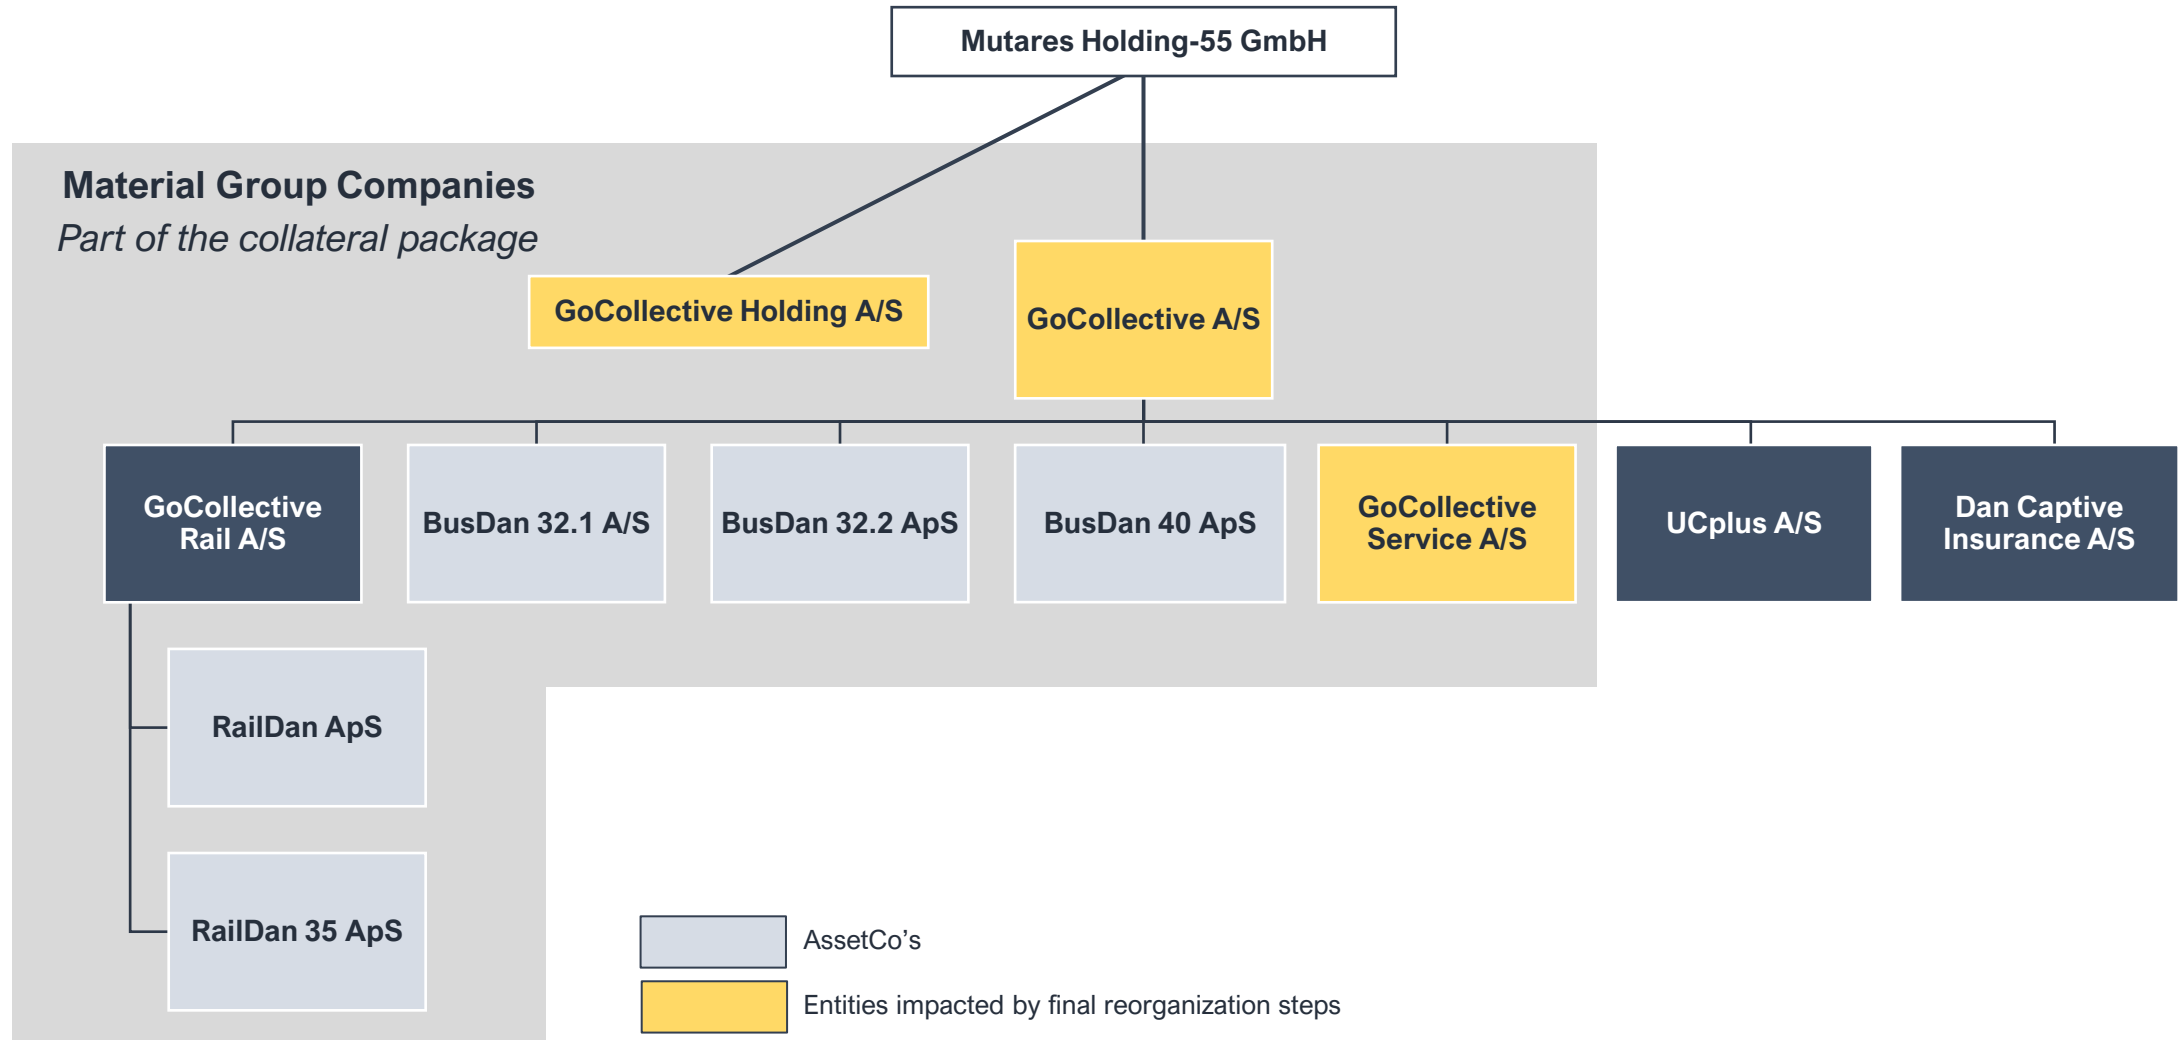 Mutares Holding-55 GmbH
Material Group Companies
Part of the collateral package
GoCollective Holding A/S
GoCollective A/S
GoCollective
Rail A/S
BusDan 32.1 A/S
BusDan 32.2 ApS
BusDan 40 ApS
GoCollective
Service A/S
UCplus A/S
Dan Captive
Insurance A/S
RailDan ApS
RailDan 35 ApS
AssetCo’s
Entities impacted by final reorganization steps